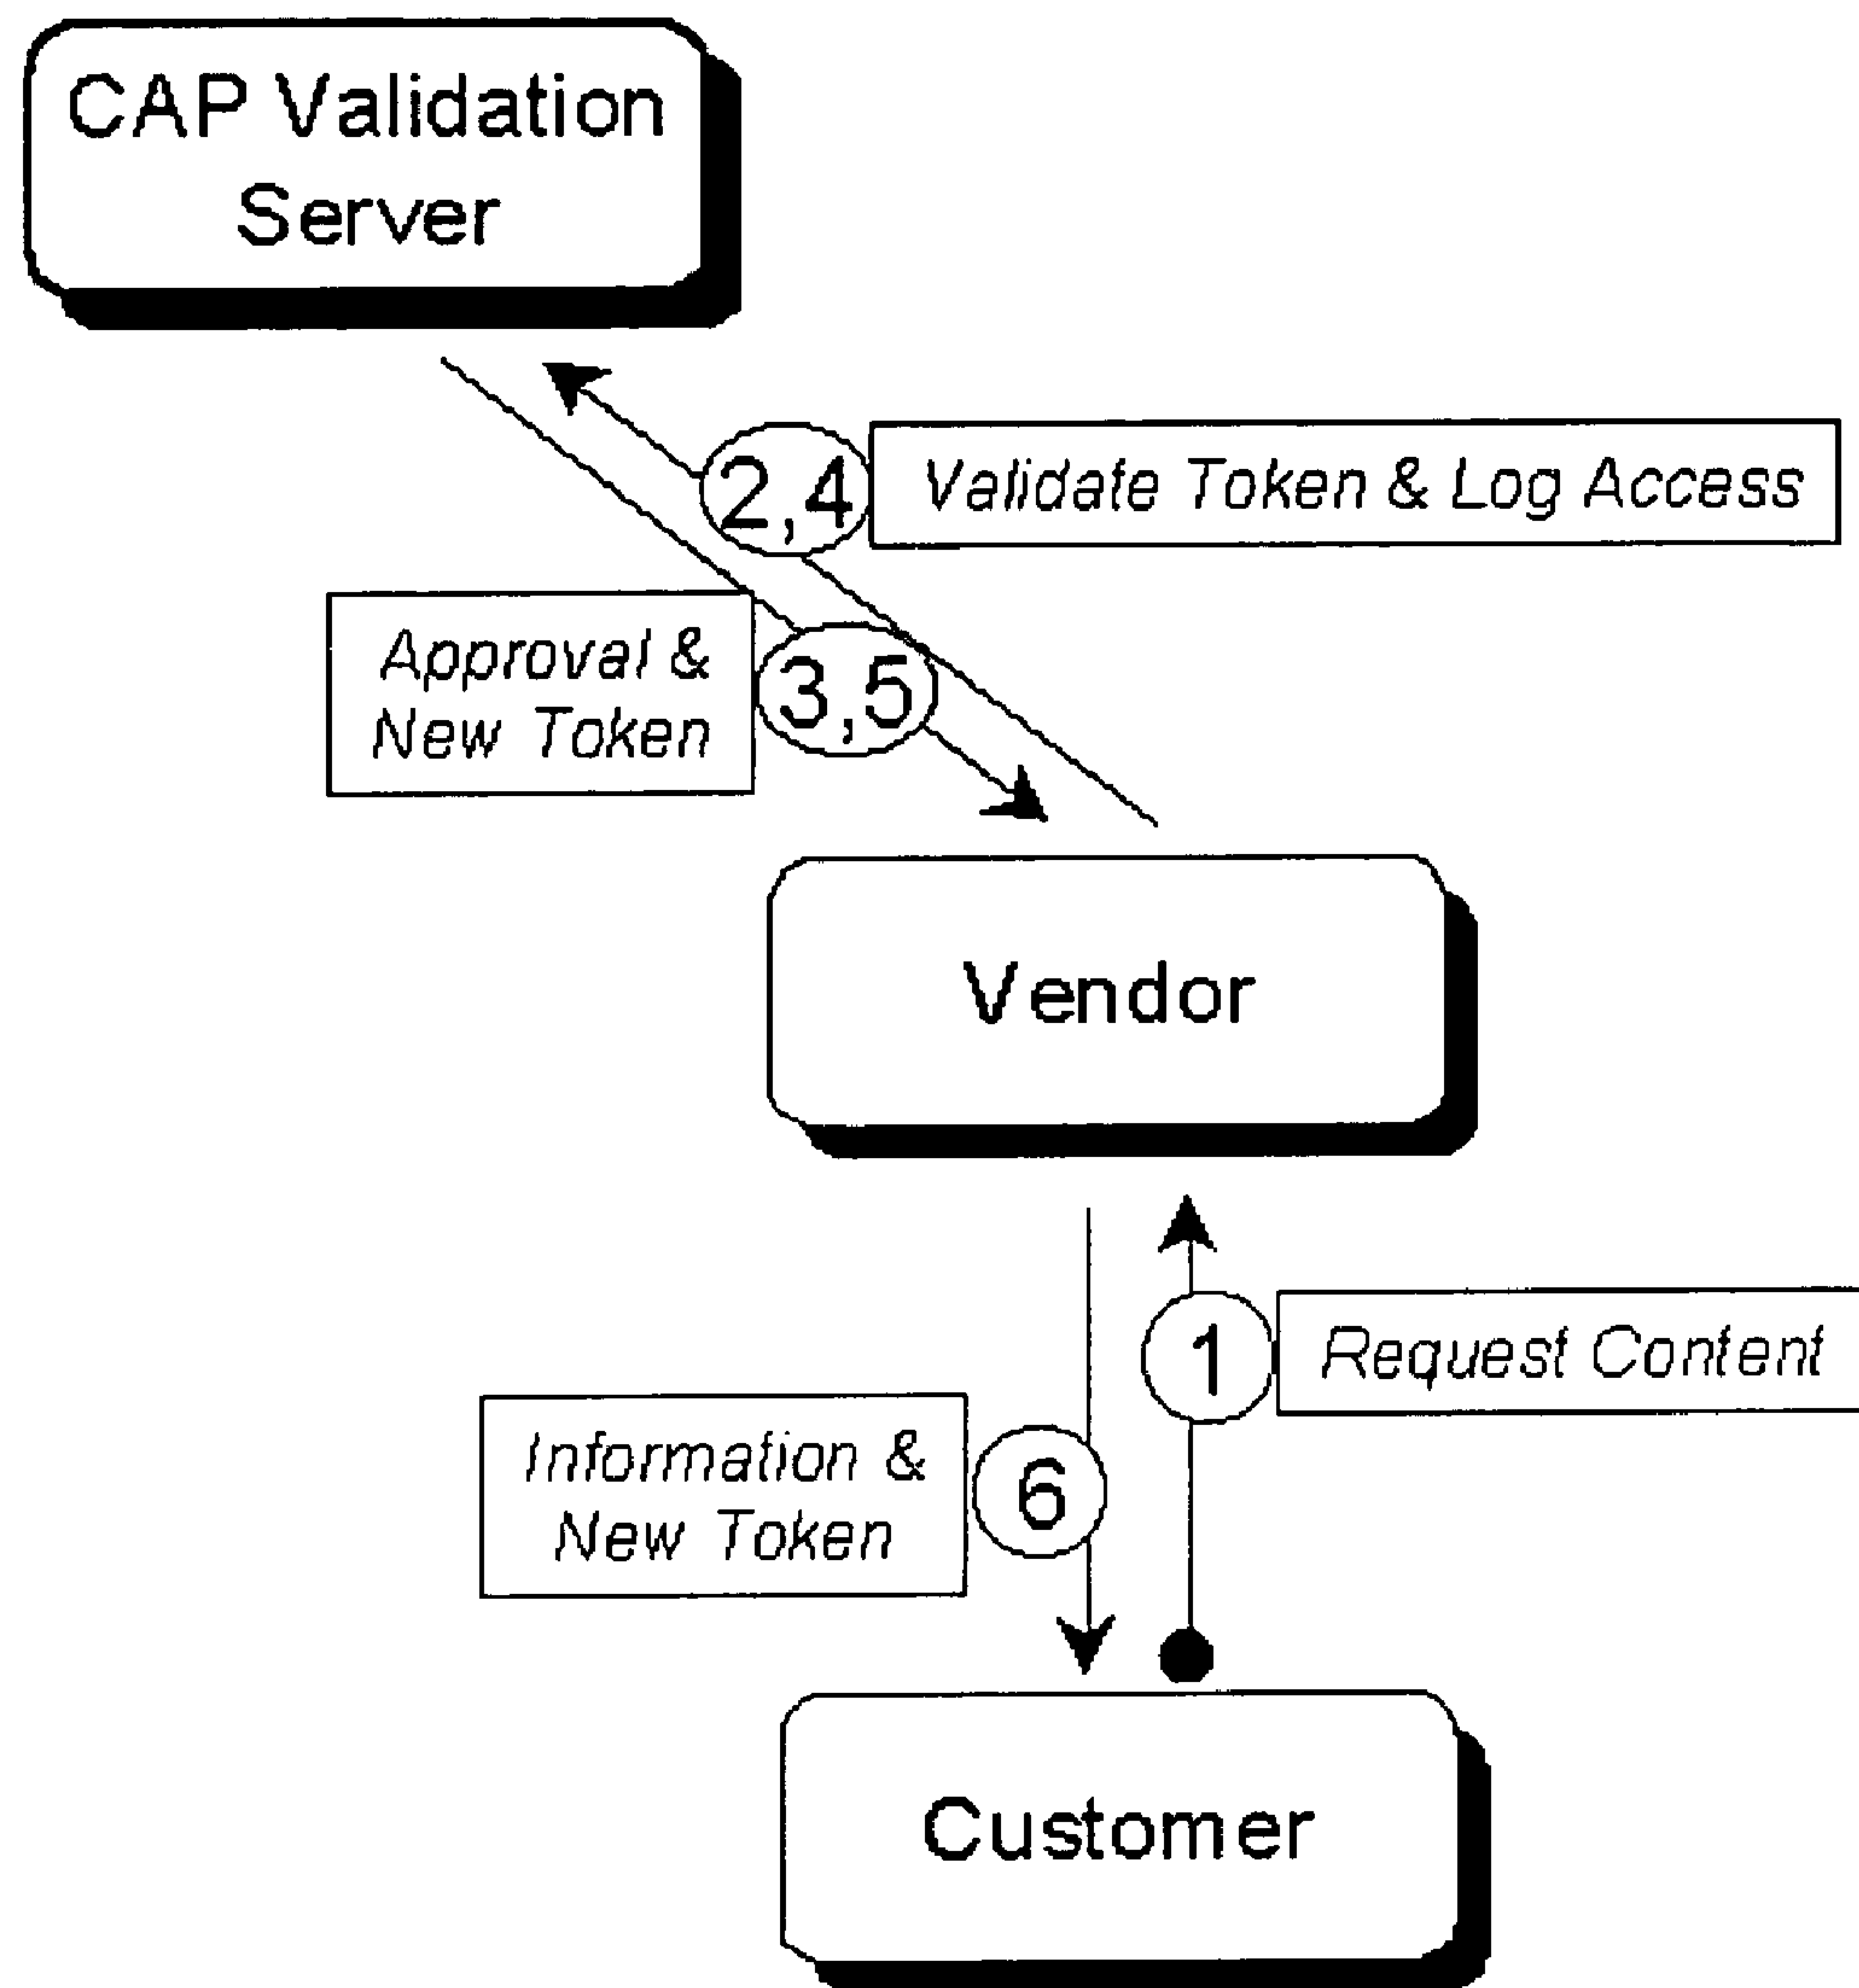 CAP Validation
Server
2,4
Validate Token & Log Access
Approval &
New Token
3,5
Vendor
1
Request Content
Information &
New Token
6
Customer